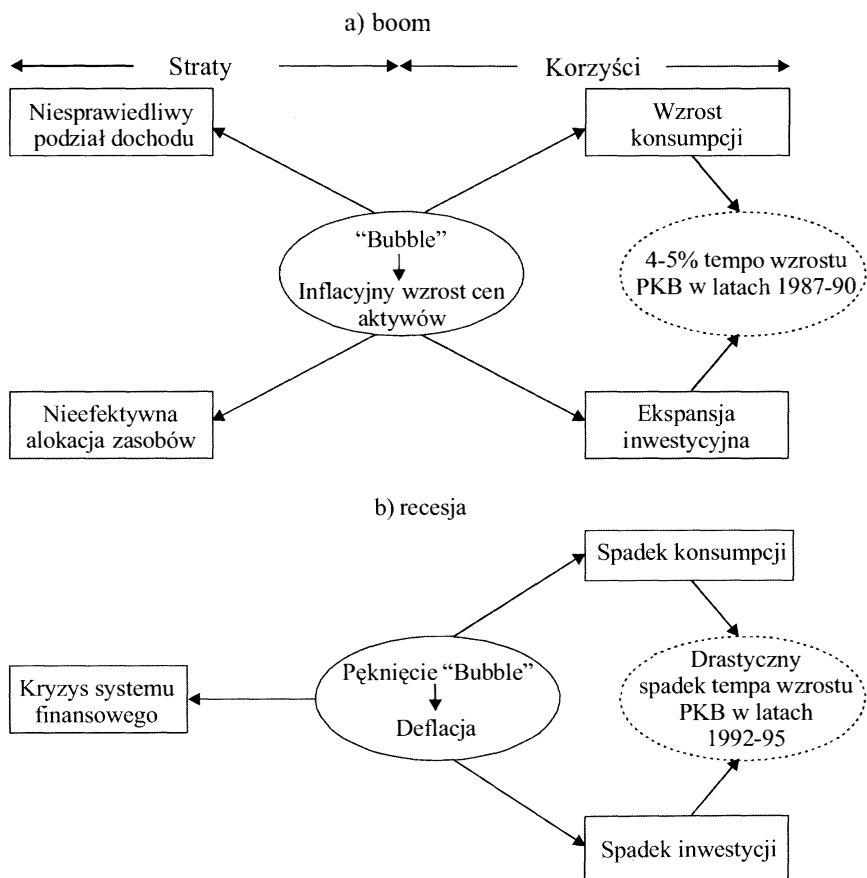 a) boom
Straty
Korzyści
Niesprawiedliwy
podział dochodu
Wzrost
konsumpcji
“Bubble”
Inflacyjny wzrost cen
aktywów
4-5% tempo wzrostu
PKB w latach 1987-90
Nieefektywna
alokacja zasobów
Ekspansja
inwestycyjna
b) recesja
Spadek konsumpcji
Kryzys systemu
finansowego
Pęknięcie “Bubble”
Deflacja
Drastyczny
spadek tempa wzrostu
PKB w latach
1992-95
Spadek inwestycji